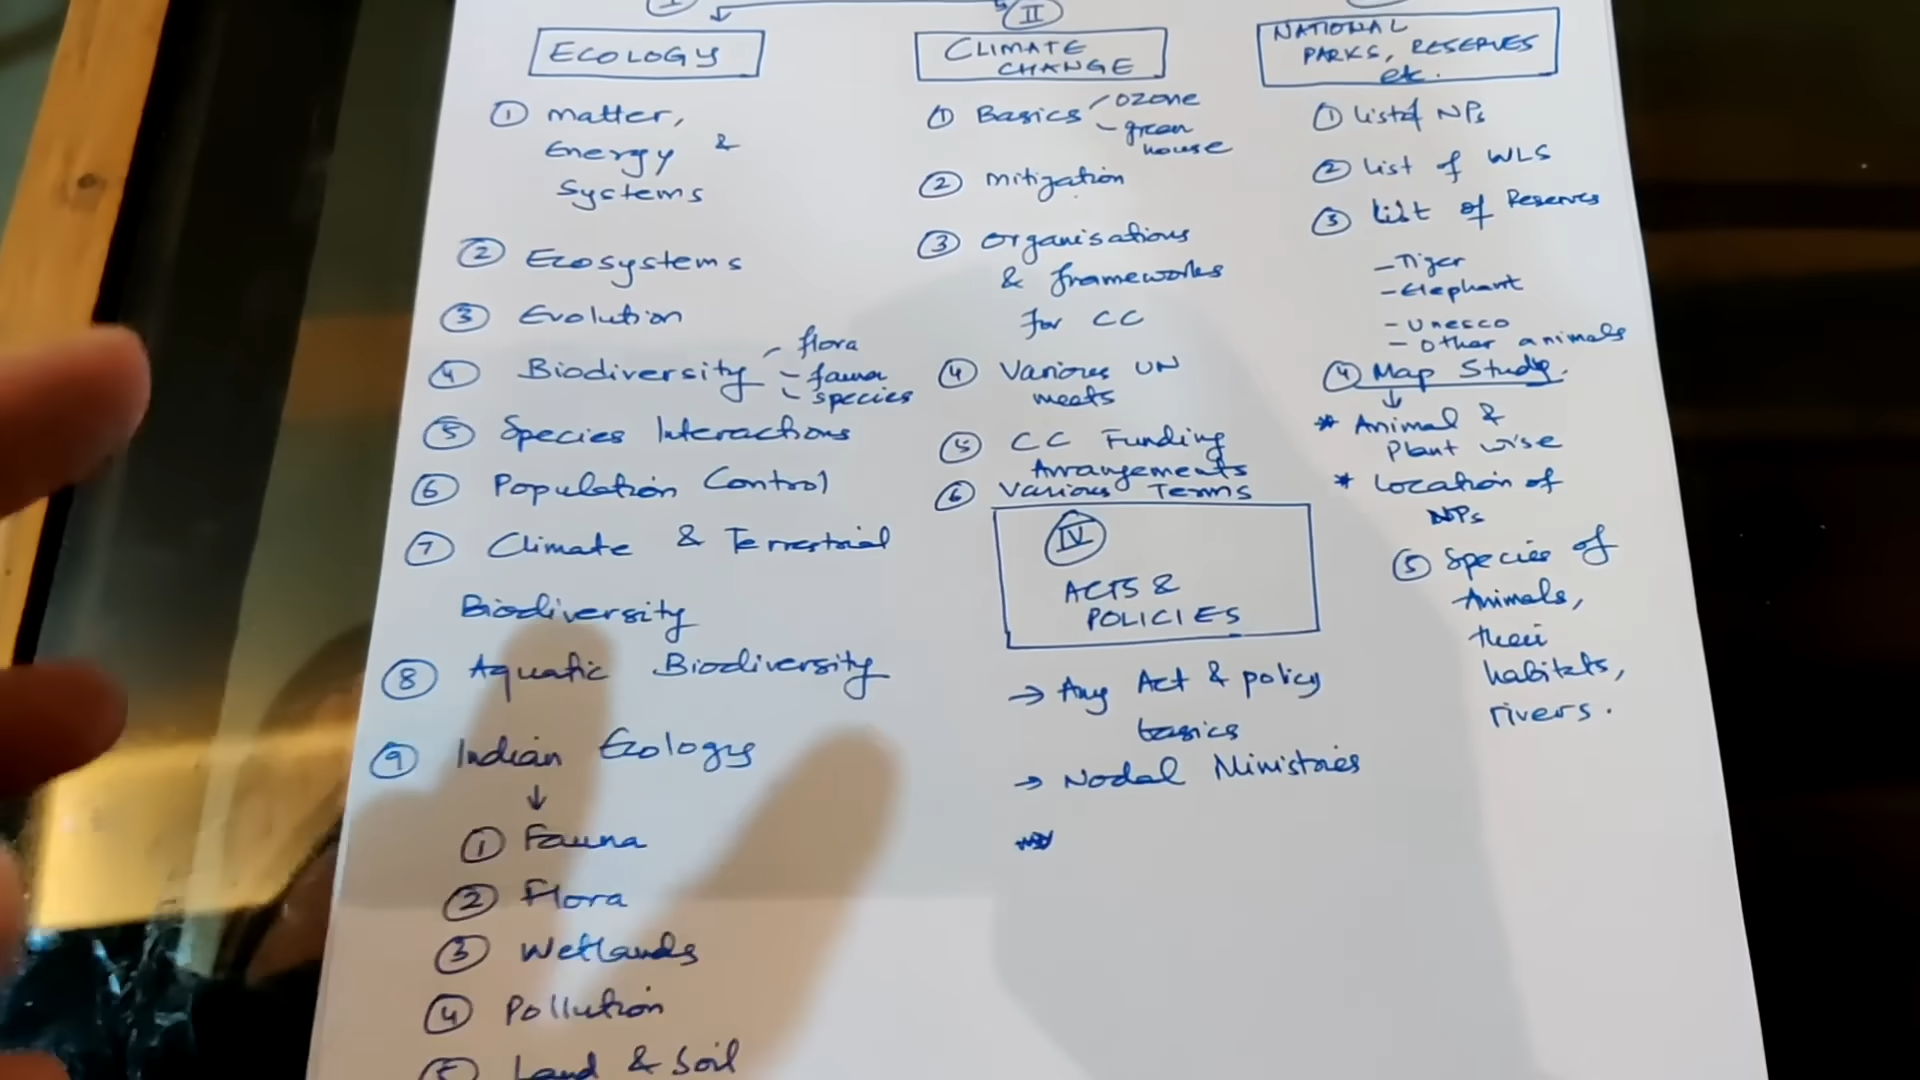 II
ECOLOGY
① Matter,
Energy &
Systems
② Ecosystems
③ Evolution
④ Biodiversity - flora
- fauna
- species
⑤ Species Interactions
⑥ Population Control
⑦ Climate & Terrestrial
Biodiversity
⑧ Aquatic Biodiversity
⑨ Indian Ecology
↓
① Fauna
② Flora
③ Wetlands
④ Pollution
⑤ Land & Soil
CLIMATE
CHANGE
① Basics - Ozone
- green
house
② Mitigation
③ Organisations
& frameworks
for CC
④ Various UN
meets
⑤ CC Funding
Arrangements
⑥ Various Terms
IV
ACTS &
POLICIES
→ Any Act & policy
basics
→ Nodal Ministries
NATIONAL
PARKS, RESERVES
etc.
① List of NPs
② List of WLS
③ List of Reserves
- Tiger
- Elephant
- Unesco
- Other animals
④ Map Study.
↓
* Animal &
Plant wise
* Location of
NPs
⑤ Species of
Animals,
their
habitats,
rivers.